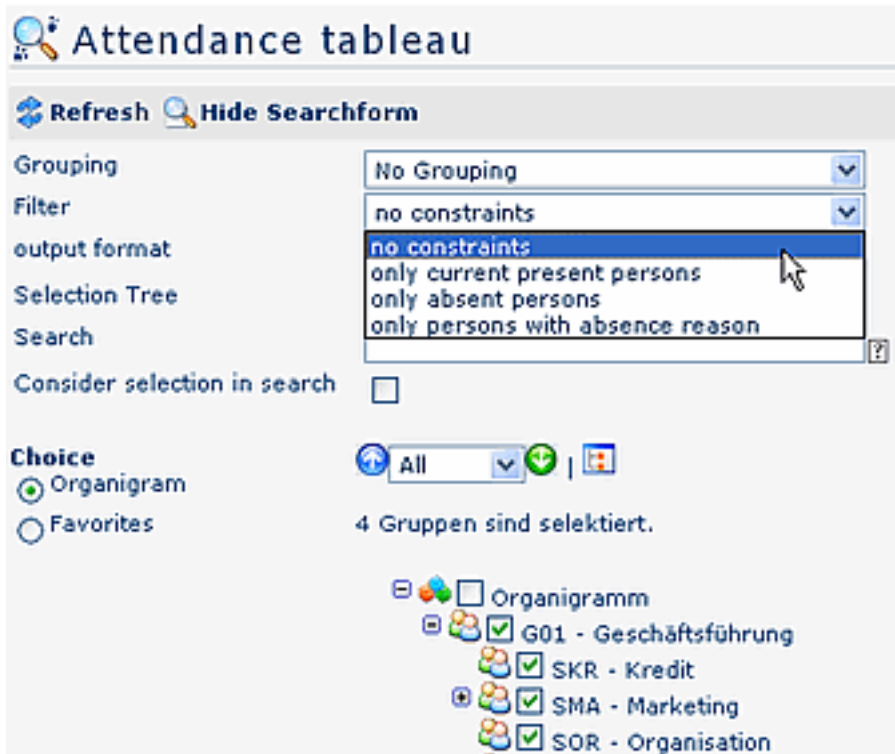 Attendance tableau
Refresh Hide Searchform
Grouping No Grouping
Filter no constraints
output format no constraints
only current present persons
Selection Tree only absent persons
Search only persons with absence reason
?
Consider selection in search
Choice All |
Organigram
Favorites 4 Gruppen sind selektiert.
Organigramm
G01 - Geschäftsführung
SKR - Kredit
SMA - Marketing
SOR - Organisation